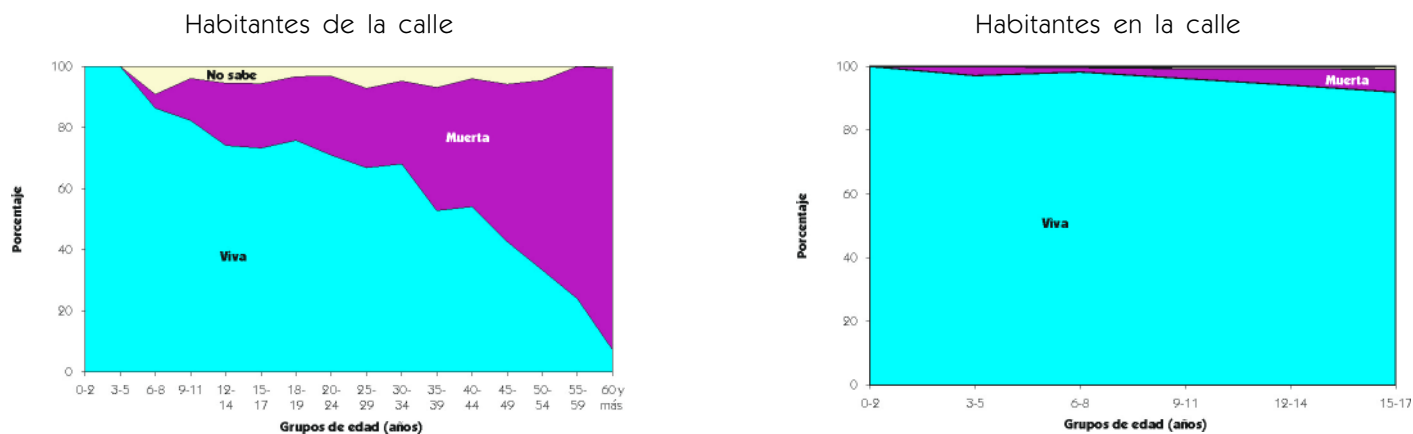 Habitantes de la calle
100
80
60
40
20
0
Porcentaje
No sabe
Muerta
Viva
0-2 3-5 6-8 9-11 12-14 15-17 18-19 20-24 25-29 30-34 35-39 40-44 45-49 50-54 55-59 60 y más
Grupos de edad (años)
Habitantes en la calle
100
80
60
40
20
0
Porcentaje
Muerta
Viva
0-2 3-5 6-8 9-11 12-14 15-17
Grupos de edad (años)